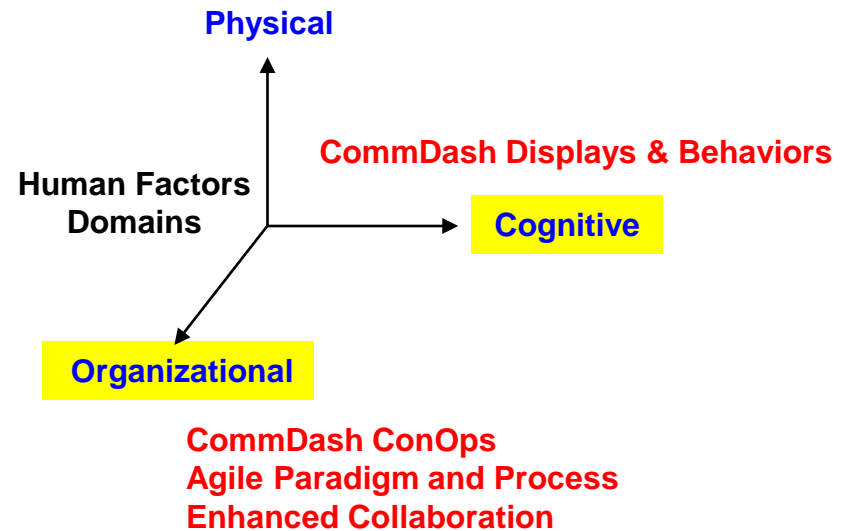 Physical
CommDash Displays & Behaviors
Human Factors
Domains
Cognitive
Organizational
CommDash ConOps
Agile Paradigm and Process
Enhanced Collaboration